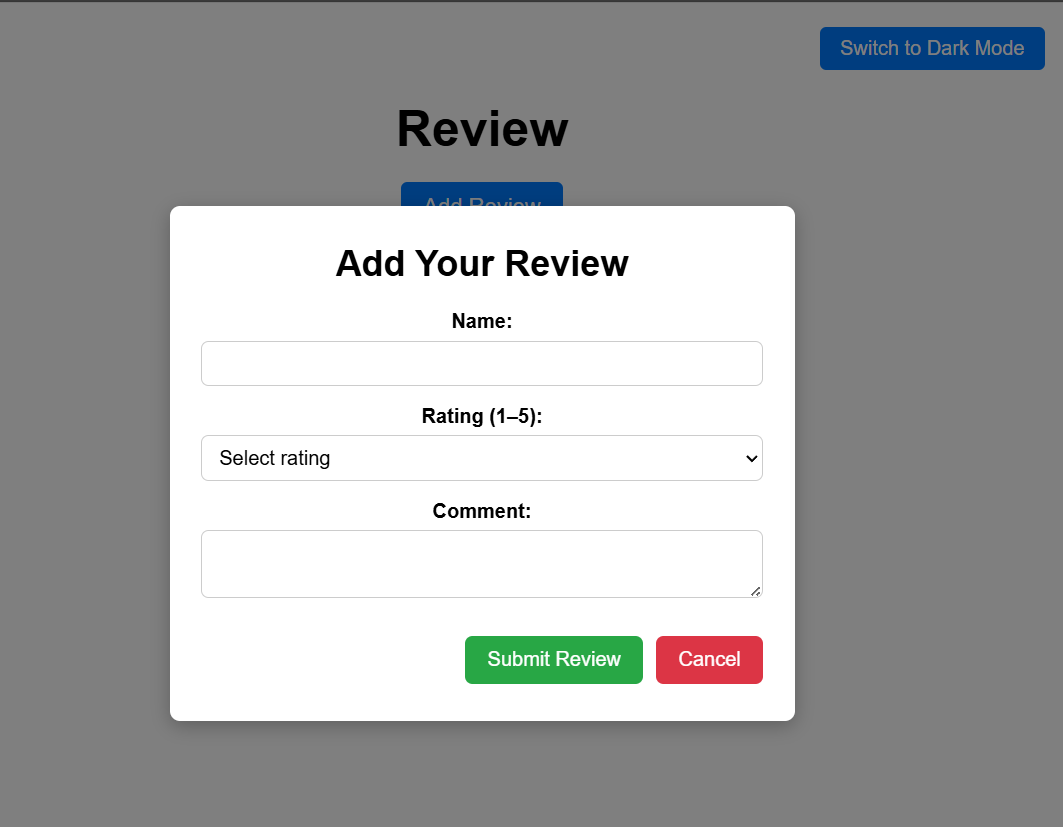 Switch to Dark Mode
Review
Add Review
Add Your Review
Name:
Rating (1–5):
Select rating
Comment:
Submit Review
Cancel